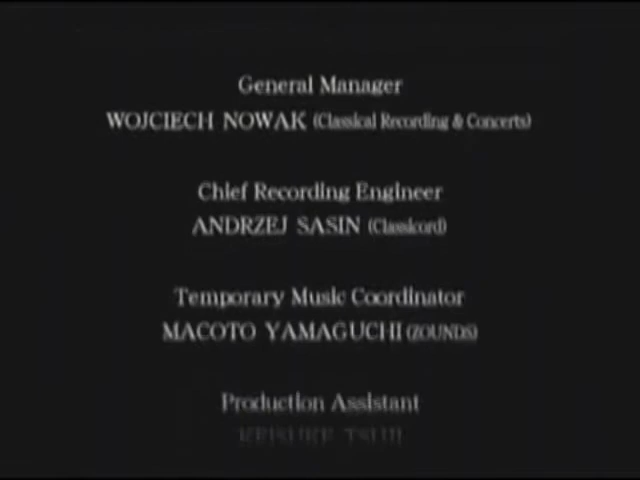 General Manager
WOJCIECH NOWAK (Classical Recording & Concerts)
Chief Recording Engineer
ANDRZEJ SASIN (Classicord)
Temporary Music Coordinator
MACOTO YAMAGUCHI (ZOUNDS)
Production Assistant
KEISUKE